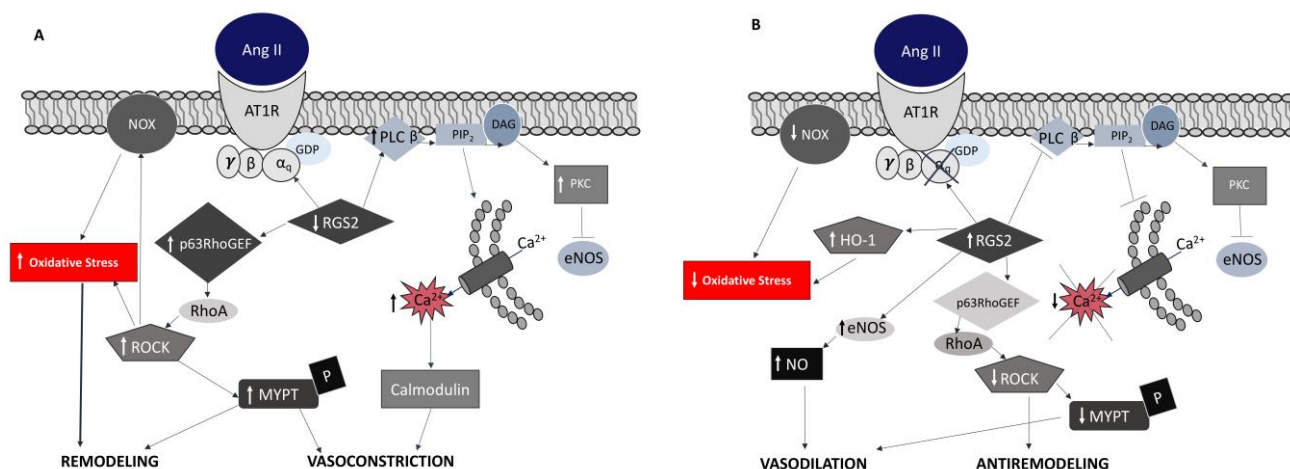 A
Ang II
AT1R
NOX
γ
β
αq
GDP
↑ PLC β
PIP2
DAG
↑ PKC
eNOS
↓ RGS2
↑ p63RhoGEF
↑ Oxidative Stress
RhoA
↑ ROCK
↑ MYPT
P
Ca2+
↑ Ca2+
Calmodulin
REMODELING
VASOCONSTRICTION
B
Ang II
AT1R
↓ NOX
γ
β
αq
GDP
PLC β
PIP2
DAG
PKC
eNOS
↑ HO-1
↑ RGS2
↓ Oxidative Stress
p63RhoGEF
↑ eNOS
RhoA
↑ NO
↓ ROCK
↓ MYPT
P
Ca2+
↓ Ca2+
VASODILATION
ANTIREMODELING